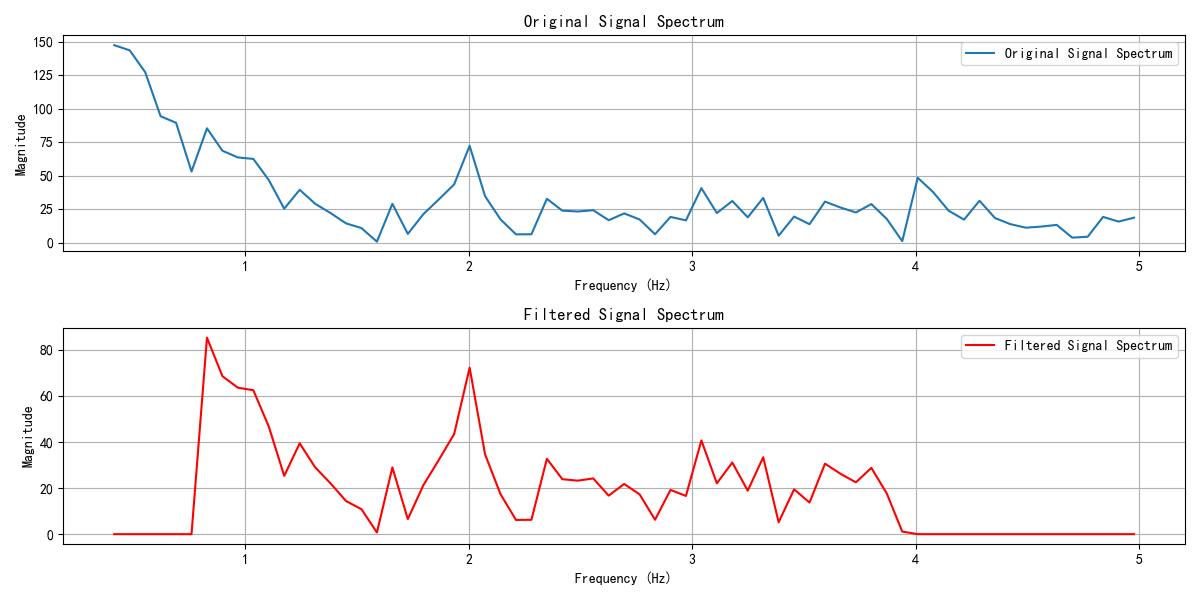 Original Signal Spectrum
150
125
100
75
50
25
0
Magnitude
Original Signal Spectrum
1
2
3
4
5
Frequency (Hz)
Filtered Signal Spectrum
80
60
40
20
0
Magnitude
Filtered Signal Spectrum
1
2
3
4
5
Frequency (Hz)